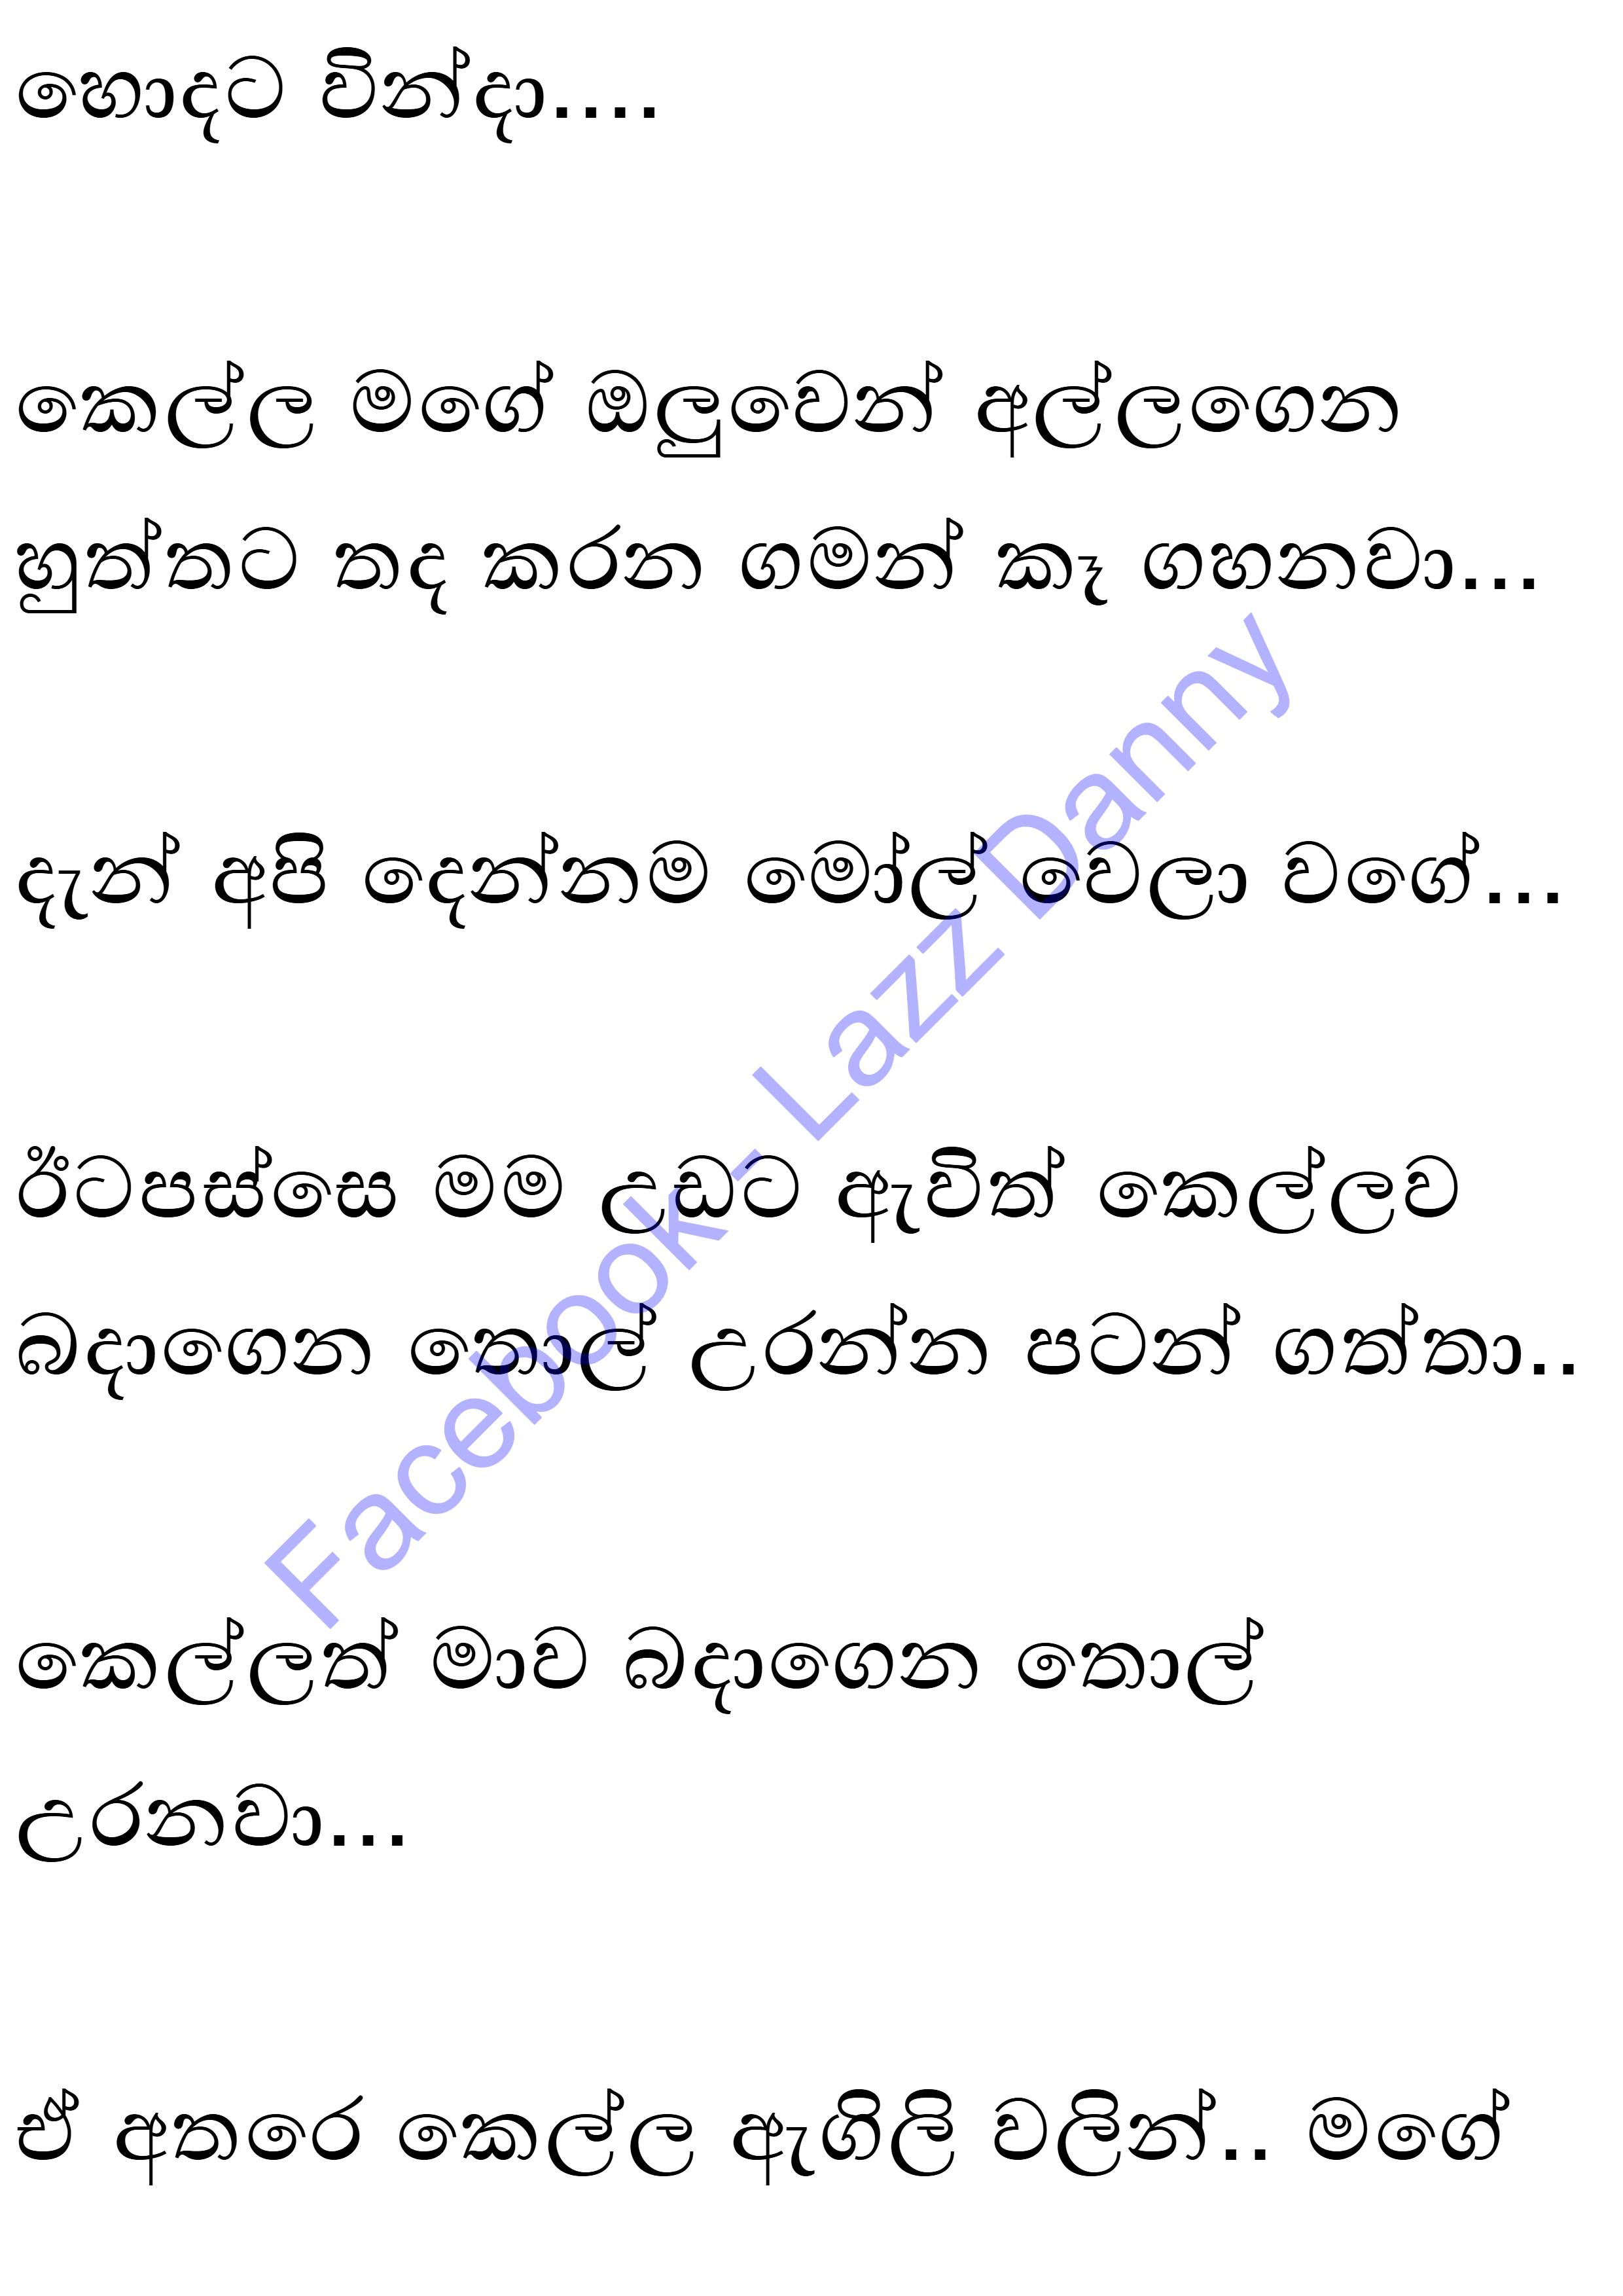 හොදට වින්දා....
කෙල්ල මගේ ඔලුවෙන් අල්ලගෙන
හුත්තට තද කරන ගමන් කෑ ගහනවා...
දැන් අපි දෙන්නම මෝල් වෙලා වගේ...
ඊටපස්සෙ මම උඩට ඇවිත් කෙල්ලව
බදාගෙන තොල් උරන්න පටන් ගත්තා..
කෙල්ලත් මාව බදාගෙන තොල්
උරනවා...
ඒ අතරෙ කෙල්ල ඇගිලි වලින්.. මගේ
Facebook- Lazz Danny